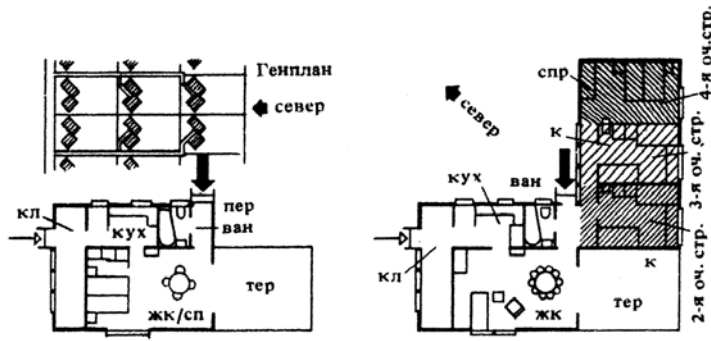 Генплан
север
пер
кл
кух
ван
тер
жк/сп
север
спр
к
кух
ван
кл
к
жк
тер
2-я оч. стр.
3-я оч. стр.
4-я оч.стр.